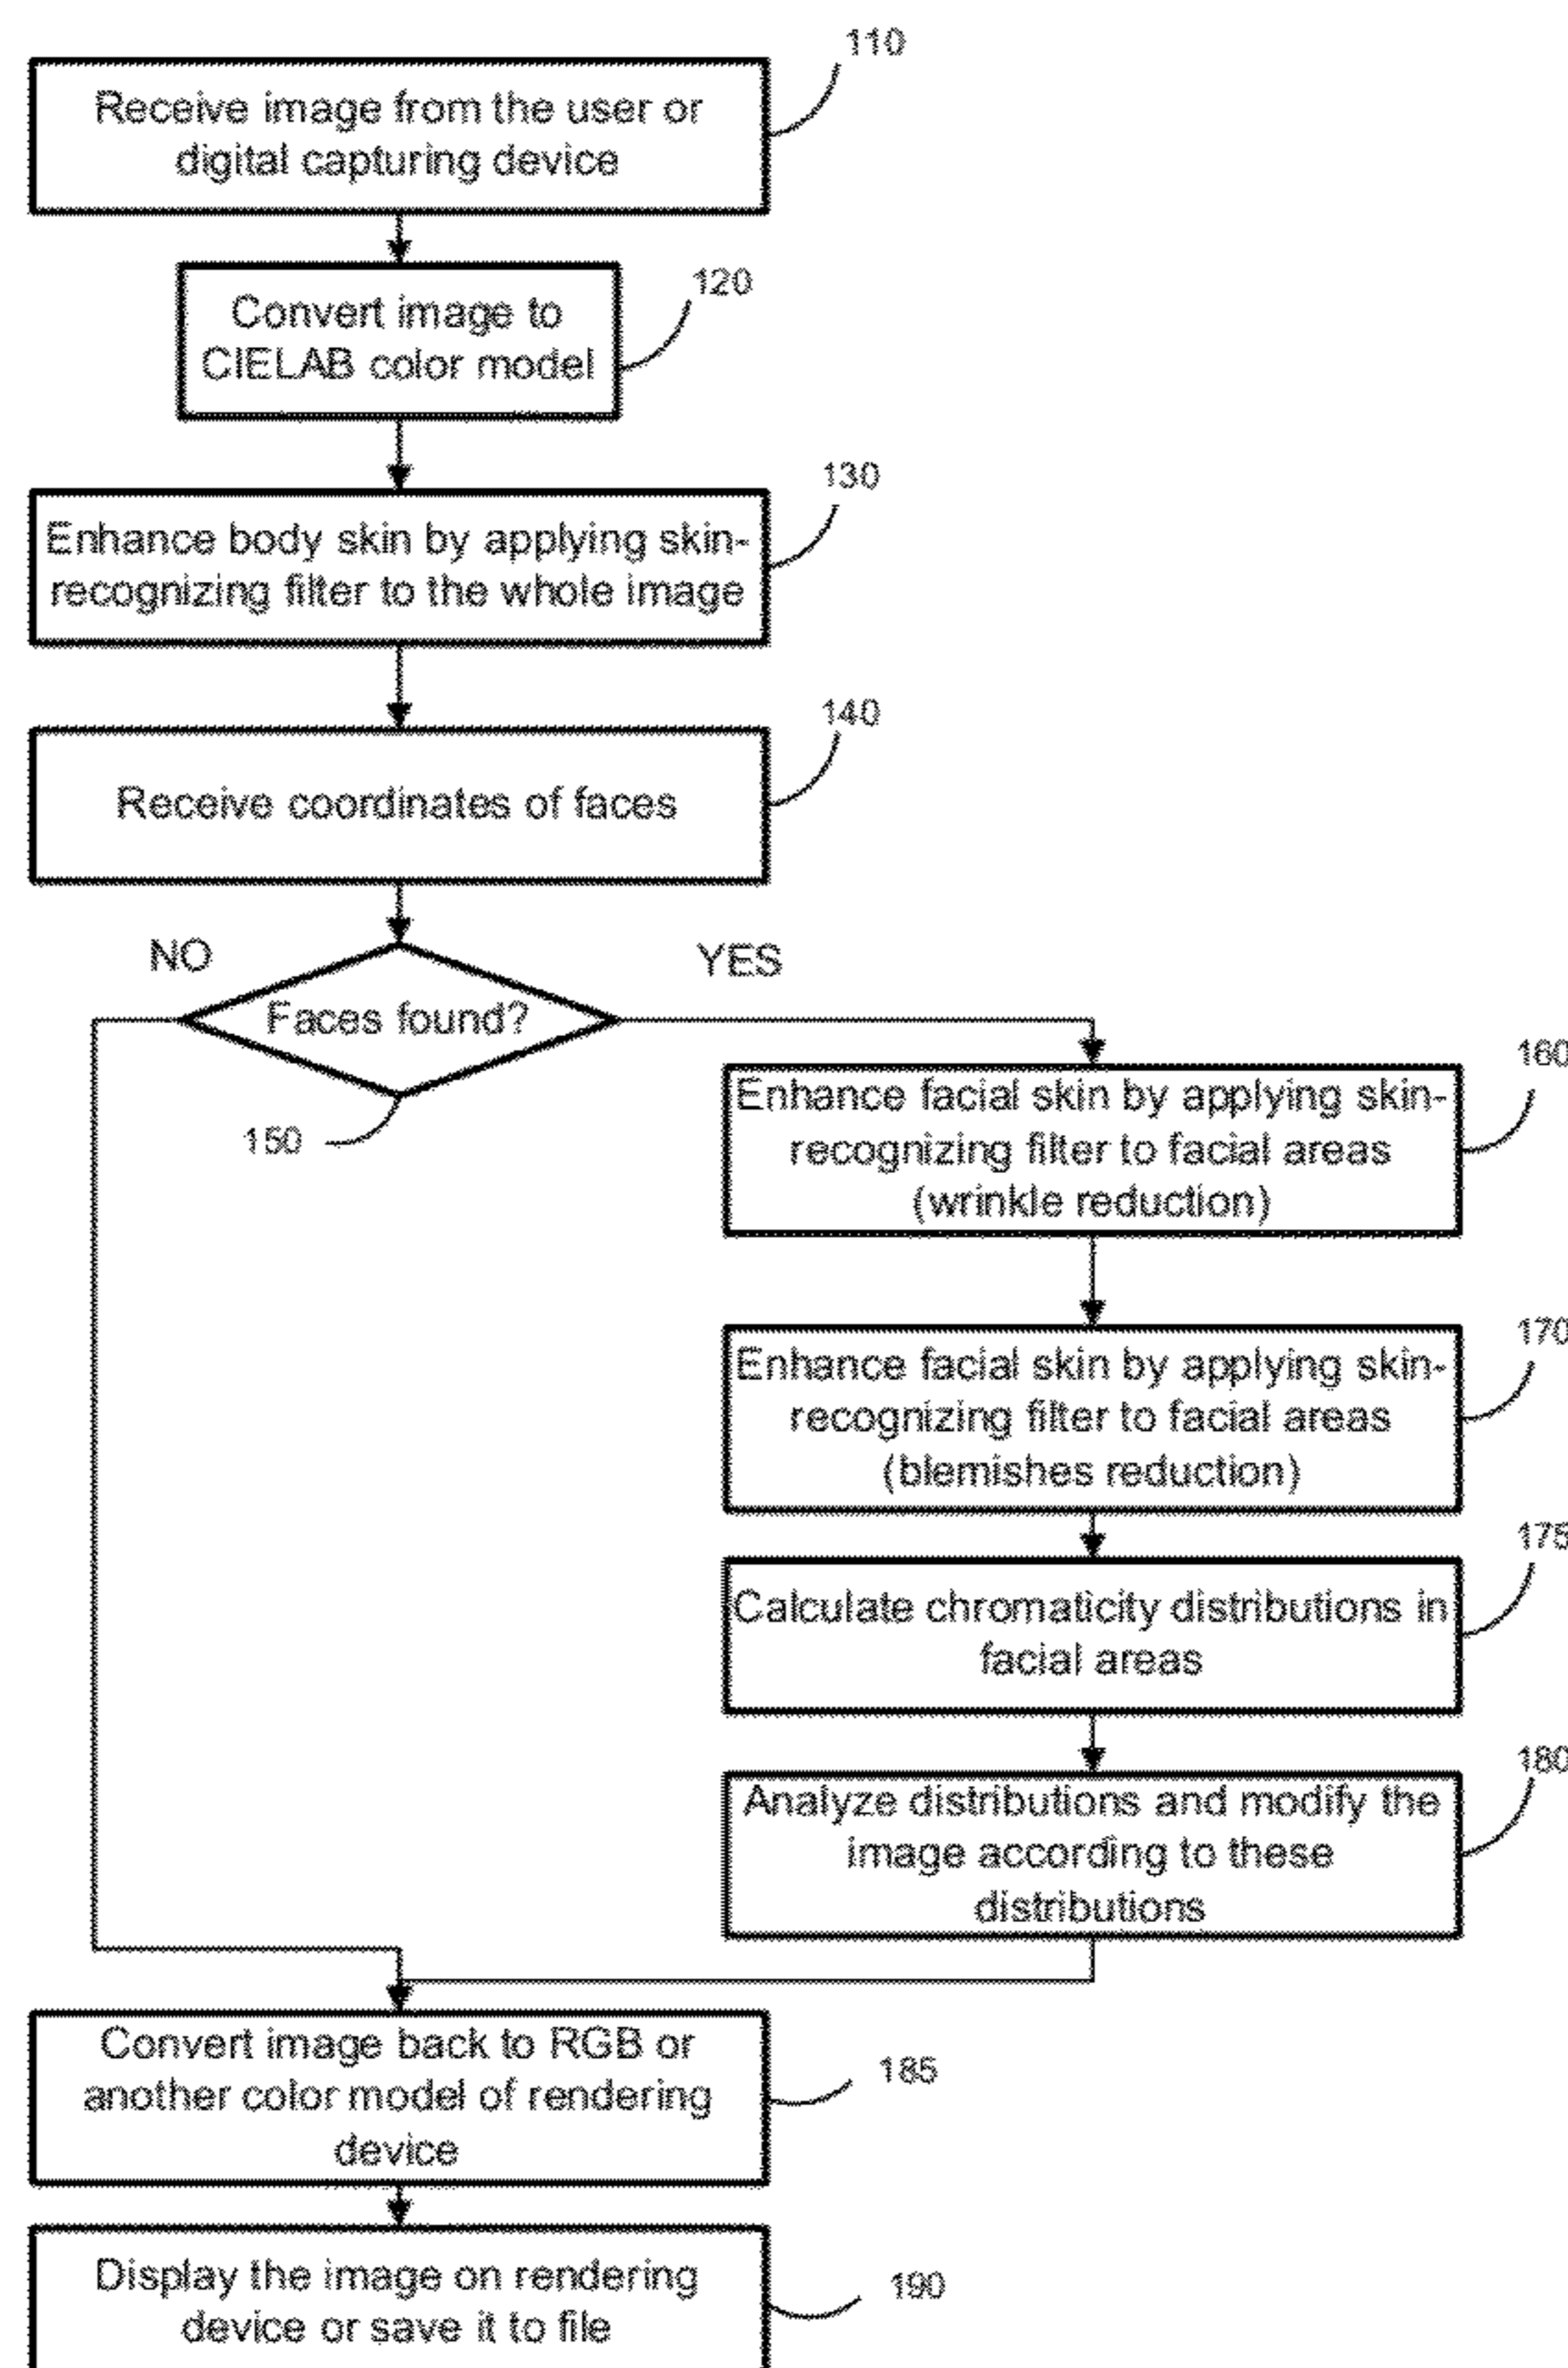 110
Receive image from the user or
digital capturing device
120
Convert image to
CIELAB color model
130
Enhance body skin by applying skin-
recognizing filter to the whole image
140
Receive coordinates of faces
NO
YES
Faces found?
150
160
Enhance facial skin by applying skin-
recognizing filter to facial areas
(wrinkle reduction)
170
Enhance facial skin by applying skin-
recognizing filter to facial areas
(blemishes reduction)
175
Calculate chromaticity distributions in
facial areas
180
Analyze distributions and modify the
image according to these
distributions
Convert image back to RGB or
another color model of rendering
device
185
Display the image on rendering
device or save it to file
190